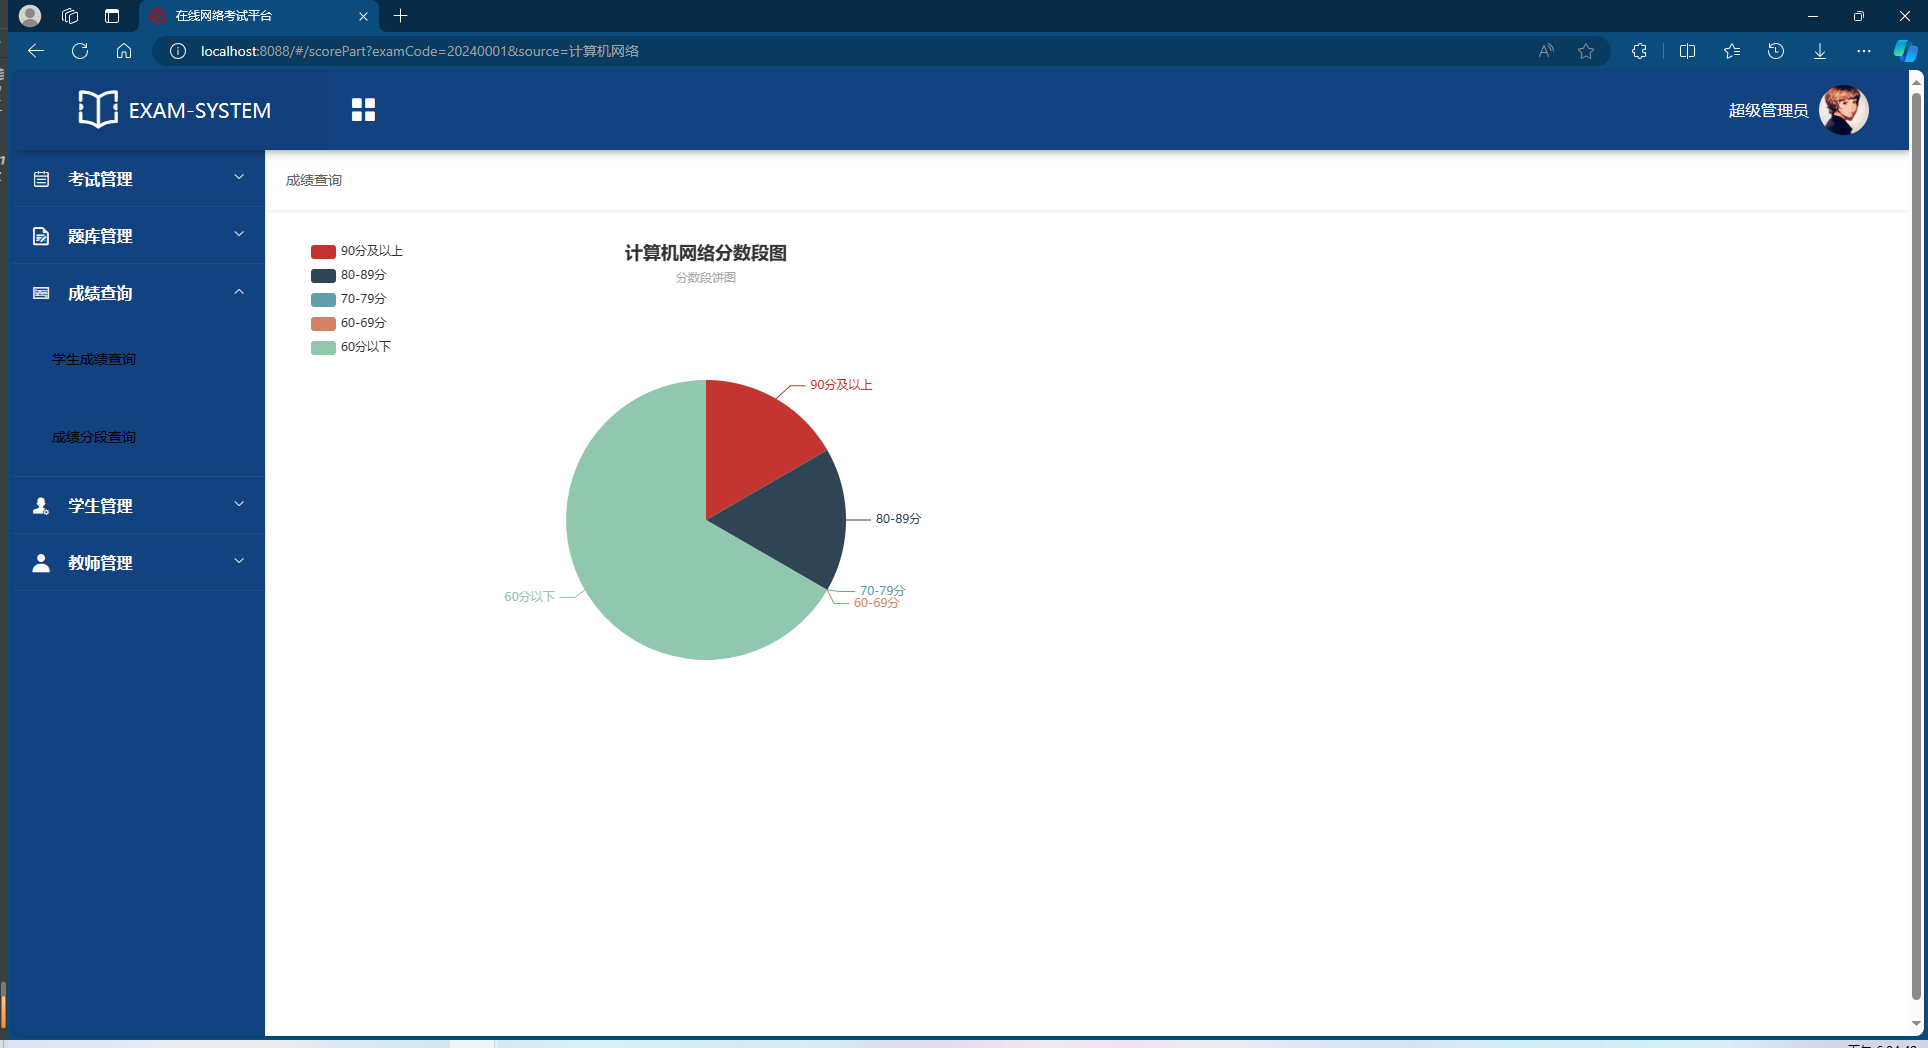 在线网络考试平台
localhost:8088/#/scorePart?examCode=20240001&source=计算机网络
EXAM-SYSTEM
超级管理员
考试管理
题库管理
成绩查询
学生成绩查询
成绩分段查询
学生管理
教师管理
成绩查询
90分及以上
80-89分
70-79分
60-69分
60分以下
计算机网络分数段图
分数段饼图
90分及以上
80-89分
70-79分
60-69分
60分以下